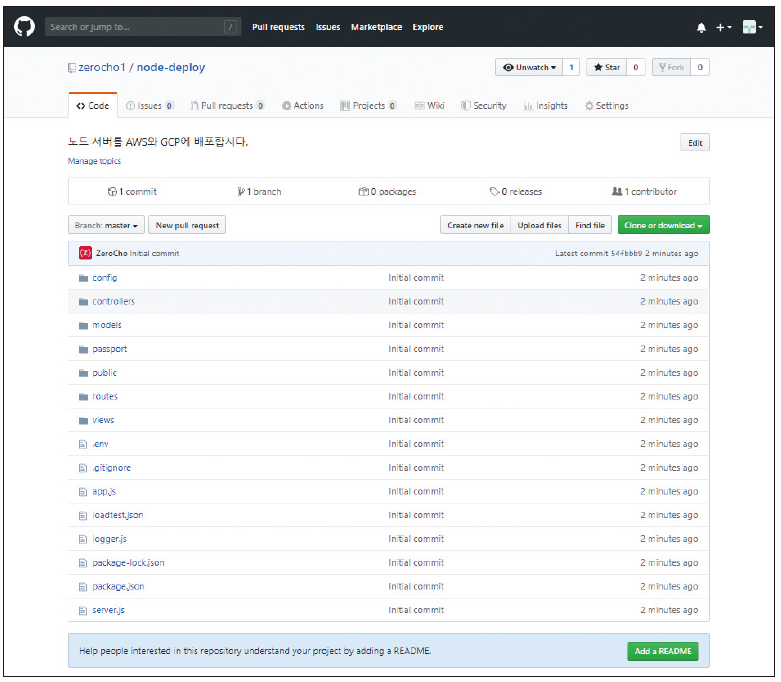 Search or jump to... / Pull requests Issues Marketplace Explore
zerocho1 / node-deploy Unwatch 1 Star 0 Fork 0
Code Issues 0 Pull requests 0 Actions Projects 0 Wiki Security Insights Settings
노드 서버를 AWS와 GCP에 배포합시다. Edit
Manage topics
1 commit 1 branch 0 packages 0 releases 1 contributor
Branch: master New pull request Create new file Upload files Find file Clone or download
ZeroCho Initial commit Latest commit 54fbbb9 2 minutes ago
config Initial commit 2 minutes ago
controllers Initial commit 2 minutes ago
models Initial commit 2 minutes ago
passport Initial commit 2 minutes ago
public Initial commit 2 minutes ago
routes Initial commit 2 minutes ago
views Initial commit 2 minutes ago
.env Initial commit 2 minutes ago
.gitignore Initial commit 2 minutes ago
app.js Initial commit 2 minutes ago
loadtest.json Initial commit 2 minutes ago
logger.js Initial commit 2 minutes ago
package-lock.json Initial commit 2 minutes ago
package.json Initial commit 2 minutes ago
server.js Initial commit 2 minutes ago
Help people interested in this repository understand your project by adding a README. Add a README